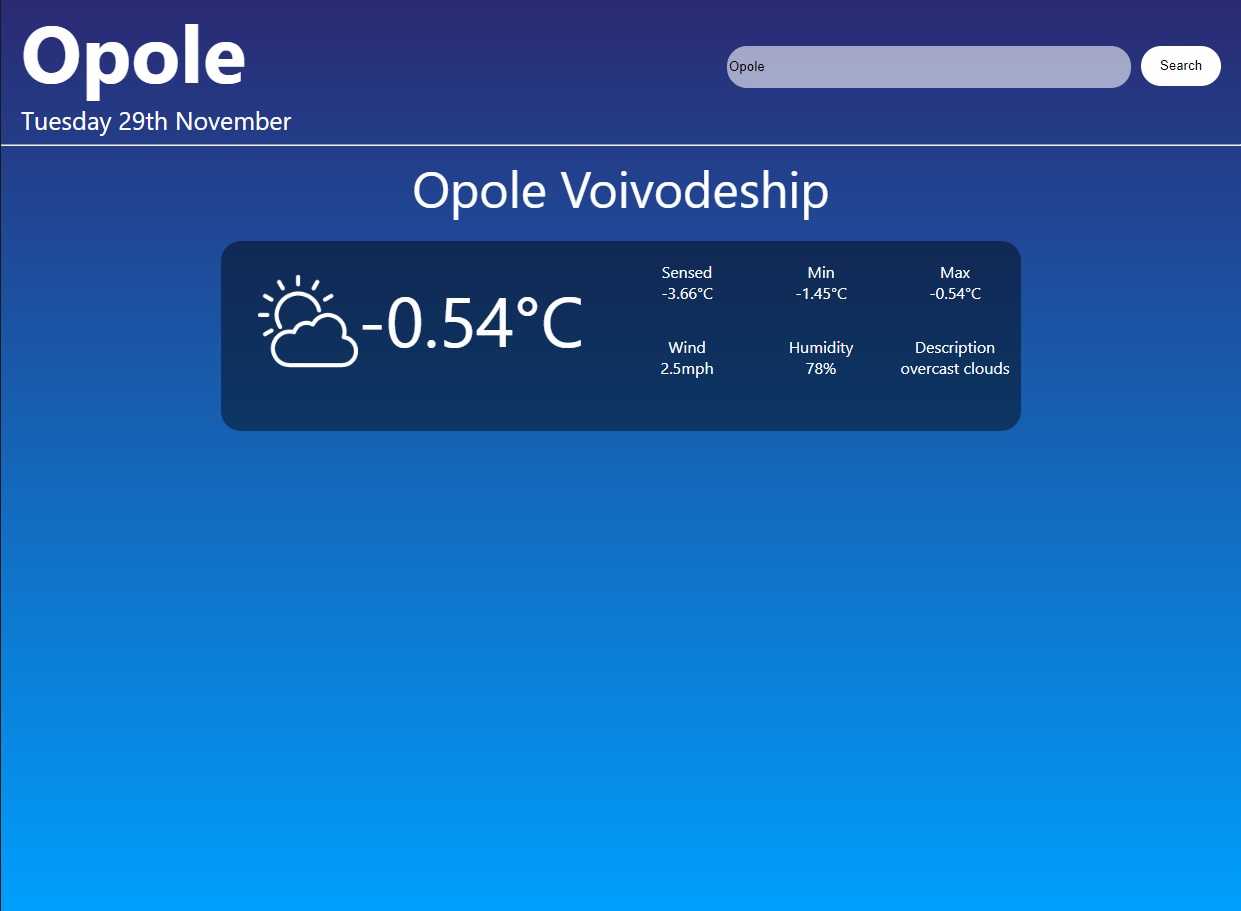 Opole
Tuesday 29th November
Opole
Search
Opole Voivodeship
-0.54°C
Sensed
-3.66°C
Min
-1.45°C
Max
-0.54°C
Wind
2.5mph
Humidity
78%
Description
overcast clouds